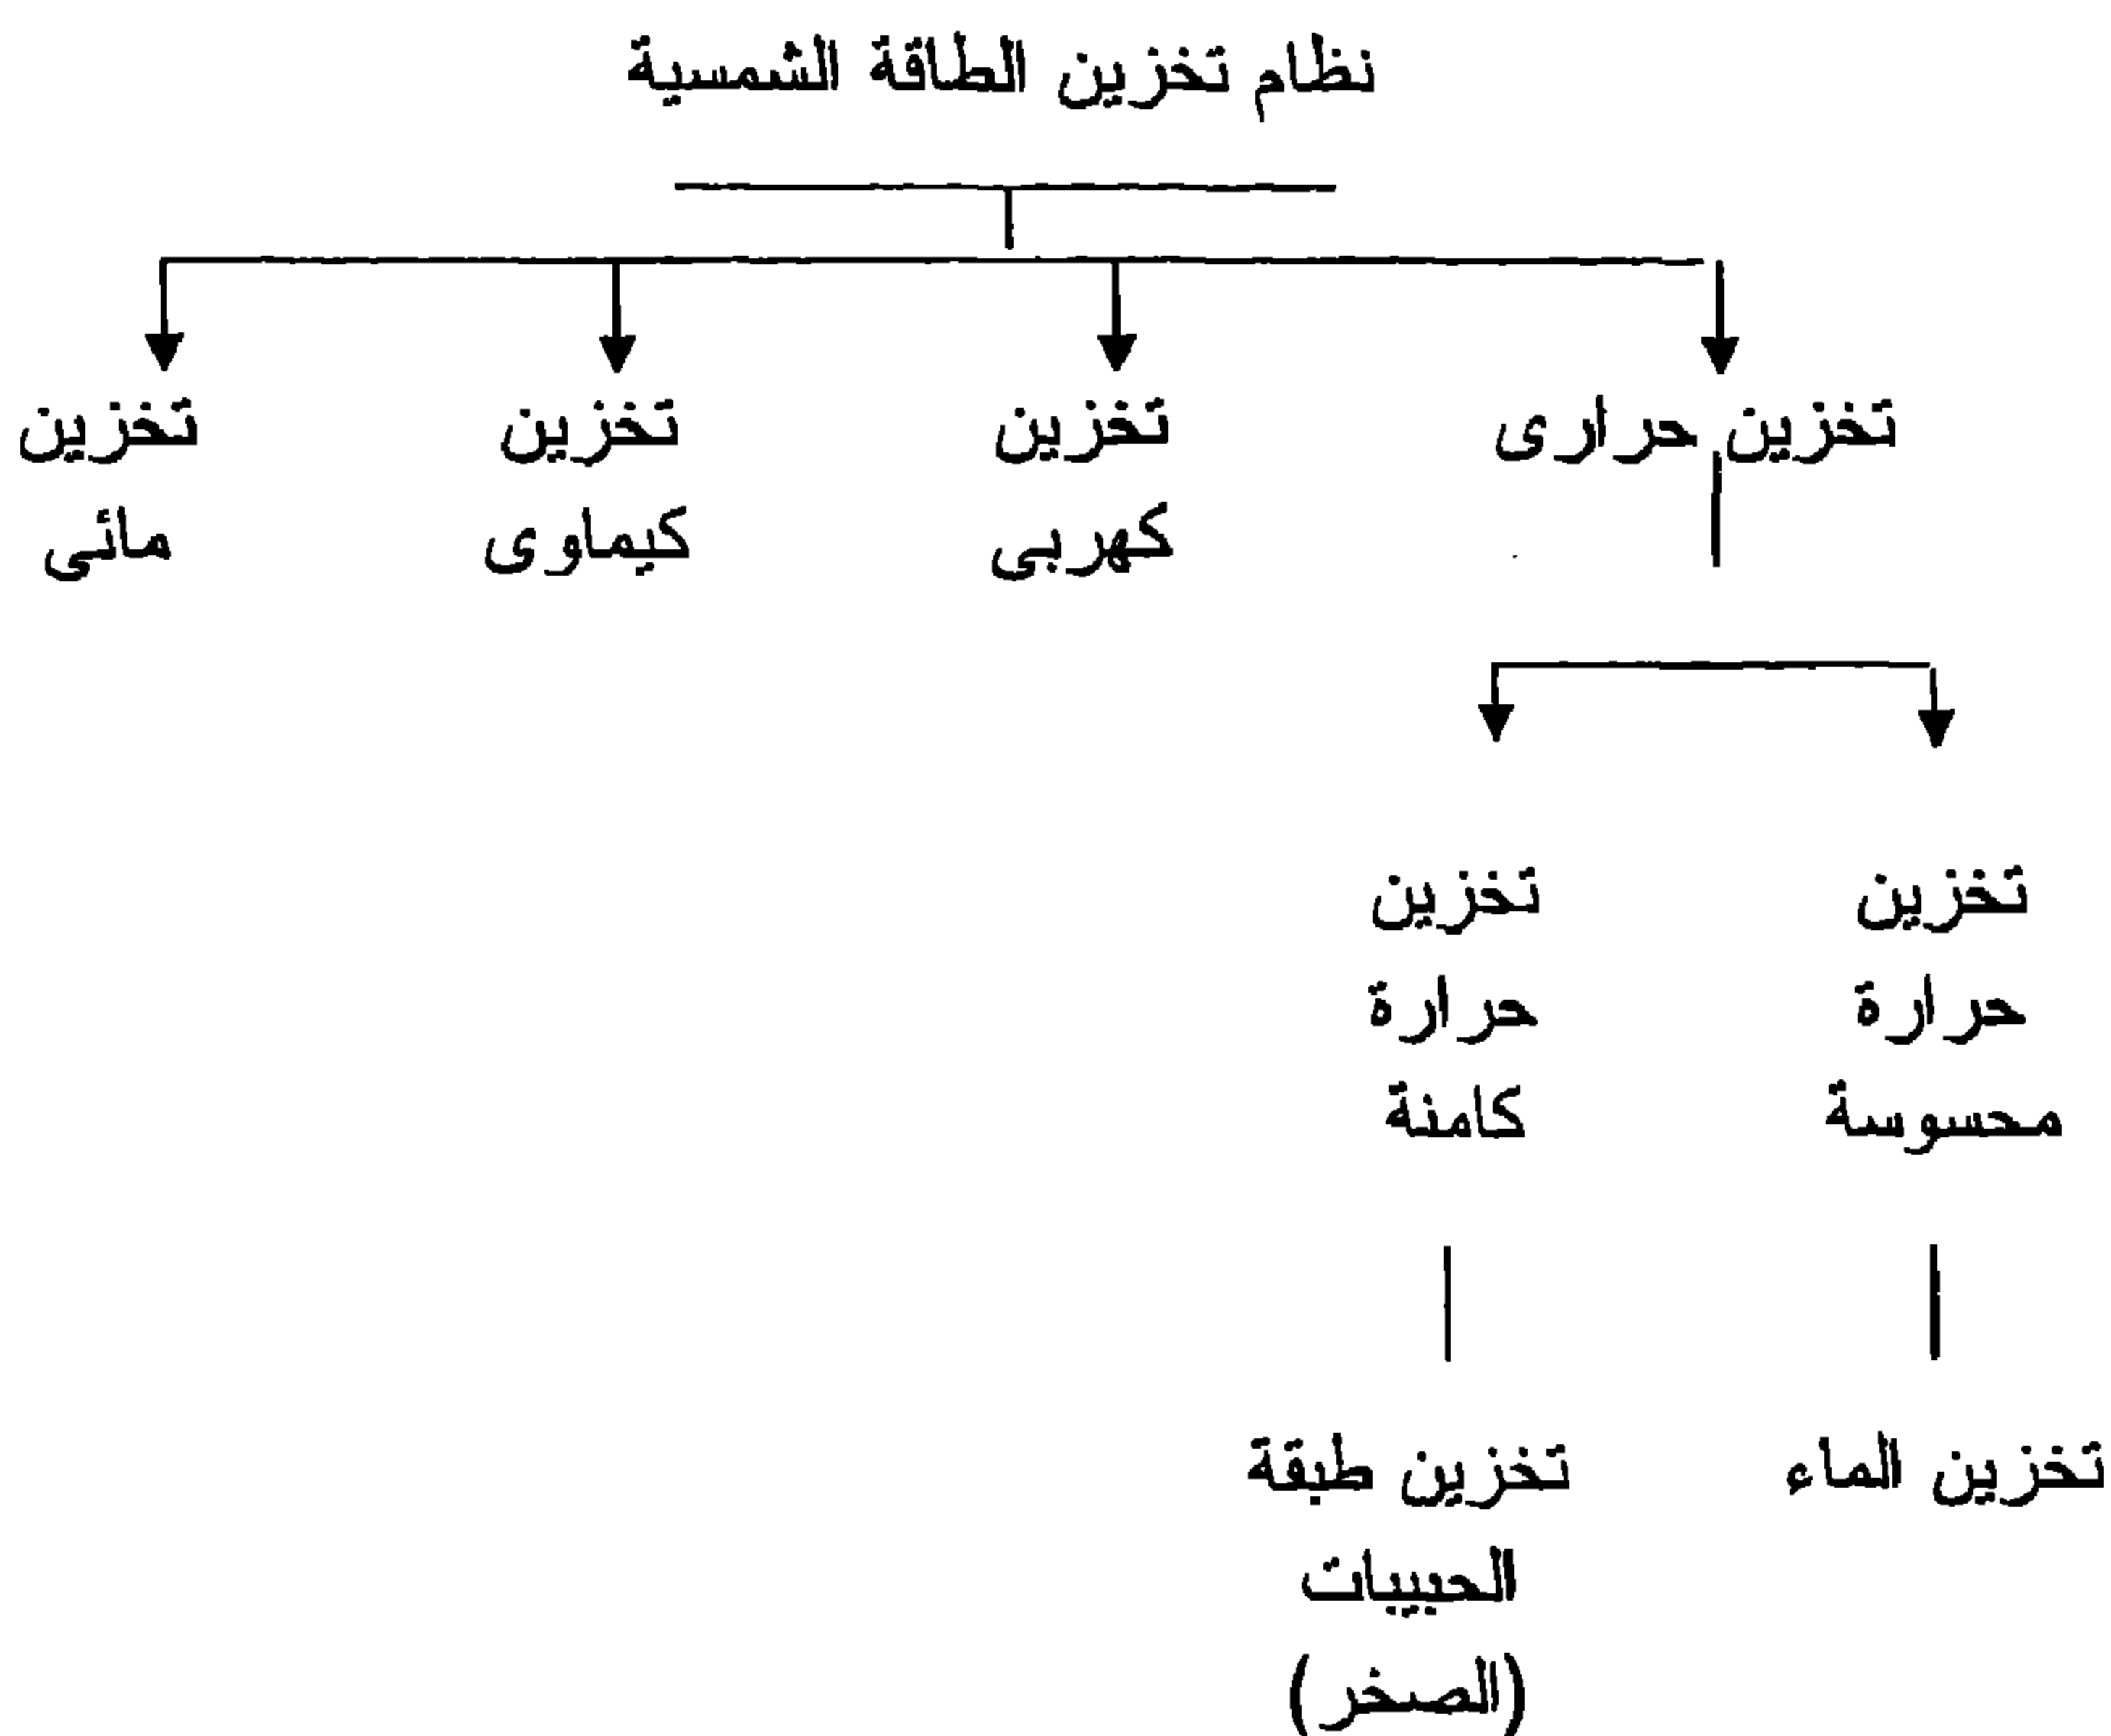 نظام تخزين الطاقة الشمسية
تخزين حرارى
تخزين
كهربى
تخزين
كيماوى
تخزين
مائى
تخزين
حرارة
محسوسة
تخزين
حرارة
كامنة
تخزين الماء
تخزين طبقة
الحبيبات
(الصخر)